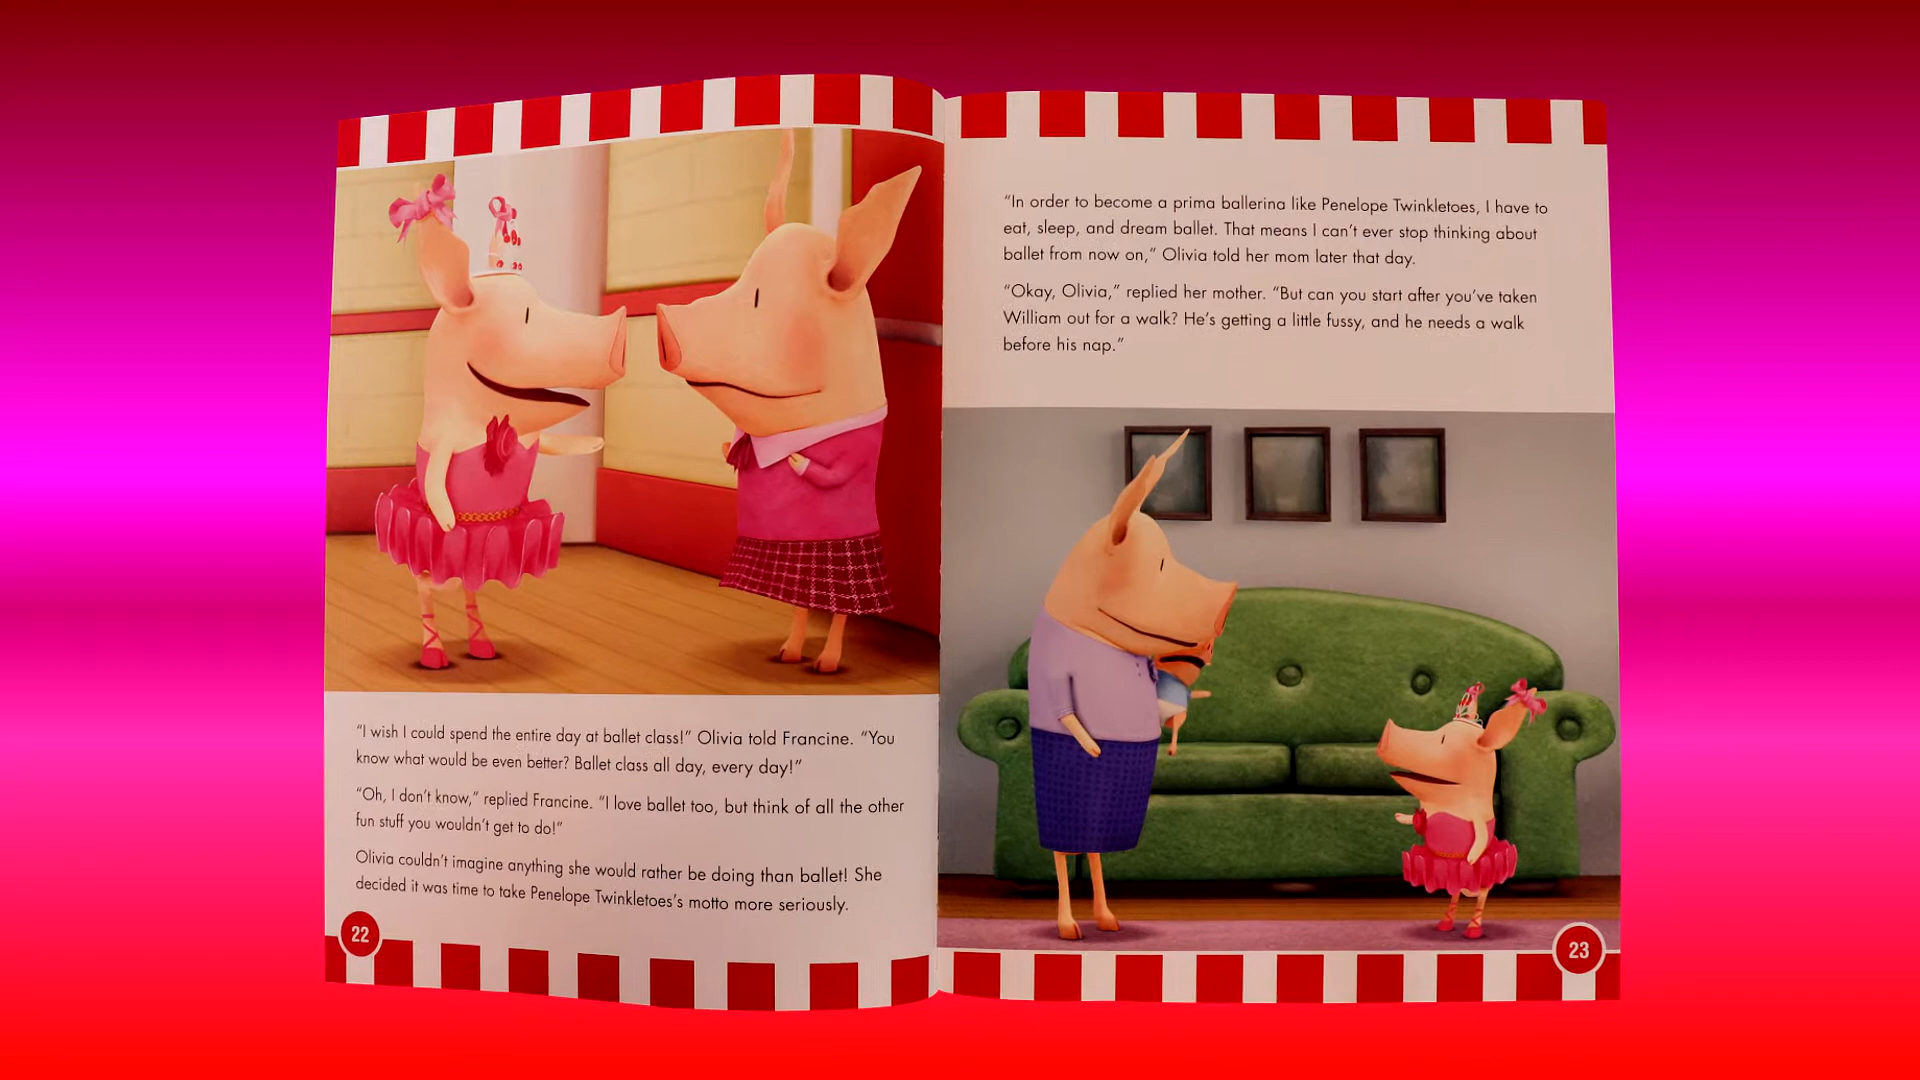 “I wish I could spend the entire day at ballet class!” Olivia told Francine. “You
know what would be even better? Ballet class all day, every day!”
“Oh, I don’t know,” replied Francine. “I love ballet too, but think of all the other
fun stuff you wouldn’t get to do!”
Olivia couldn’t imagine anything she would rather be doing than ballet! She
decided it was time to take Penelope Twinkletoes’s motto more seriously.
22
“In order to become a prima ballerina like Penelope Twinkletoes, I have to
eat, sleep, and dream ballet. That means I can’t ever stop thinking about
ballet from now on,” Olivia told her mom later that day.
“Okay, Olivia,” replied her mother. “But can you start after you’ve taken
William out for a walk? He’s getting a little fussy, and he needs a walk
before his nap.”
23